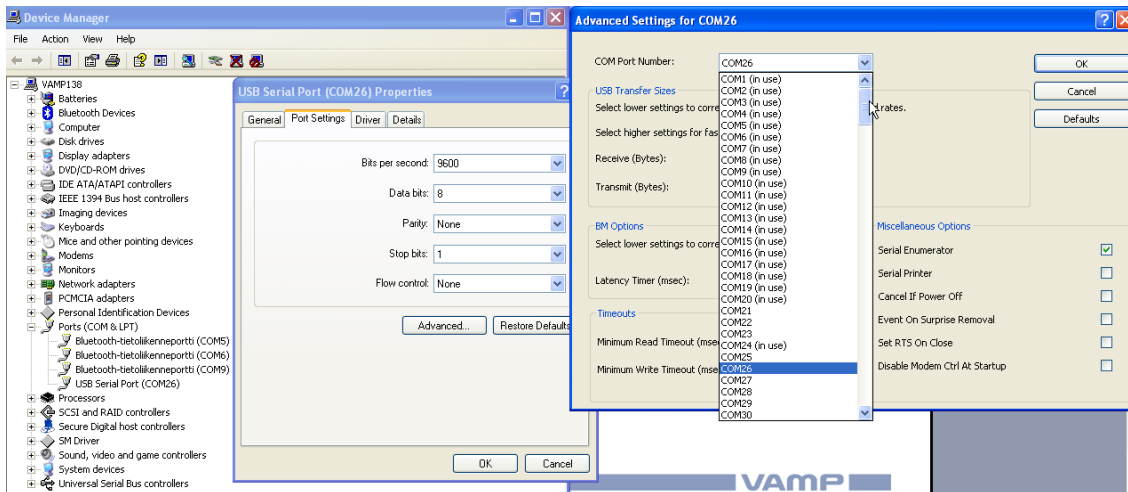 Device Manager
File Action View Help
VAMP138
Batteries
Bluetooth Devices
Computer
Disk drives
Display adapters
DVD/CD-ROM drives
IDE ATA/ATAPI controllers
IEEE 1394 Bus host controllers
Imaging devices
Keyboards
Mice and other pointing devices
Modems
Monitors
Network adapters
PCMCIA adapters
Personal Identification Devices
Ports (COM & LPT)
Bluetooth-tietoliikenneportti (COM5)
Bluetooth-tietoliikenneportti (COM6)
Bluetooth-tietoliikenneportti (COM9)
USB Serial Port (COM26)
Processors
SCSI and RAID controllers
Secure Digital host controllers
SM Driver
Sound, video and game controllers
System devices
Universal Serial Bus controllers
USB Serial Port (COM26) Properties
General Port Settings Driver Details
Bits per second: 9600
Data bits: 8
Parity: None
Stop bits: 1
Flow control: None
Advanced... Restore Defaults
OK Cancel
Advanced Settings for COM26
COM Port Number: COM26
OK
Cancel
Defaults
USB Transfer Sizes
Select lower settings to corre
rates.
Select higher settings for fas
Receive (Bytes):
Transmit (Bytes):
BM Options
Select lower settings to corre
Latency Timer (msec):
Timeouts
Minimum Read Timeout (mse
Minimum Write Timeout (mse
COM1 (in use)
COM2 (in use)
COM3 (in use)
COM4 (in use)
COM5 (in use)
COM6 (in use)
COM7 (in use)
COM8 (in use)
COM9 (in use)
COM10 (in use)
COM11 (in use)
COM12 (in use)
COM13 (in use)
COM14 (in use)
COM15 (in use)
COM16 (in use)
COM17 (in use)
COM18 (in use)
COM19 (in use)
COM20 (in use)
COM21
COM22
COM23
COM24 (in use)
COM25
COM26
COM27
COM28
COM29
COM30
Miscellaneous Options
Serial Enumerator
Serial Printer
Cancel If Power Off
Event On Surprise Removal
Set RTS On Close
Disable Modem Ctrl At Startup
VAMP